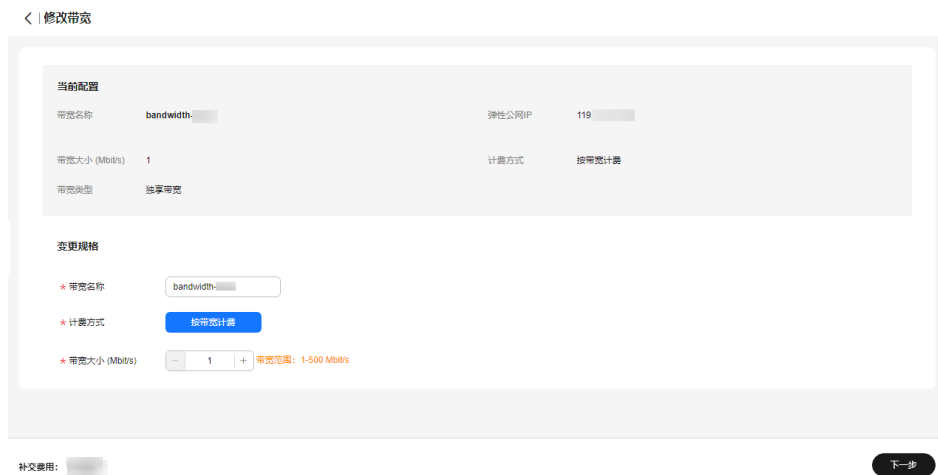 修改带宽
当前配置
带宽名称 bandwidth- 弹性公网IP 119
带宽大小 (Mbit/s) 1 计费方式 按带宽计费
带宽类型 独享带宽
变更规格
* 带宽名称 bandwidth-
* 计费方式 按带宽计费
* 带宽大小 (Mbit/s) − 1 + 带宽范围：1-500 Mbit/s
补交费用：
下一步